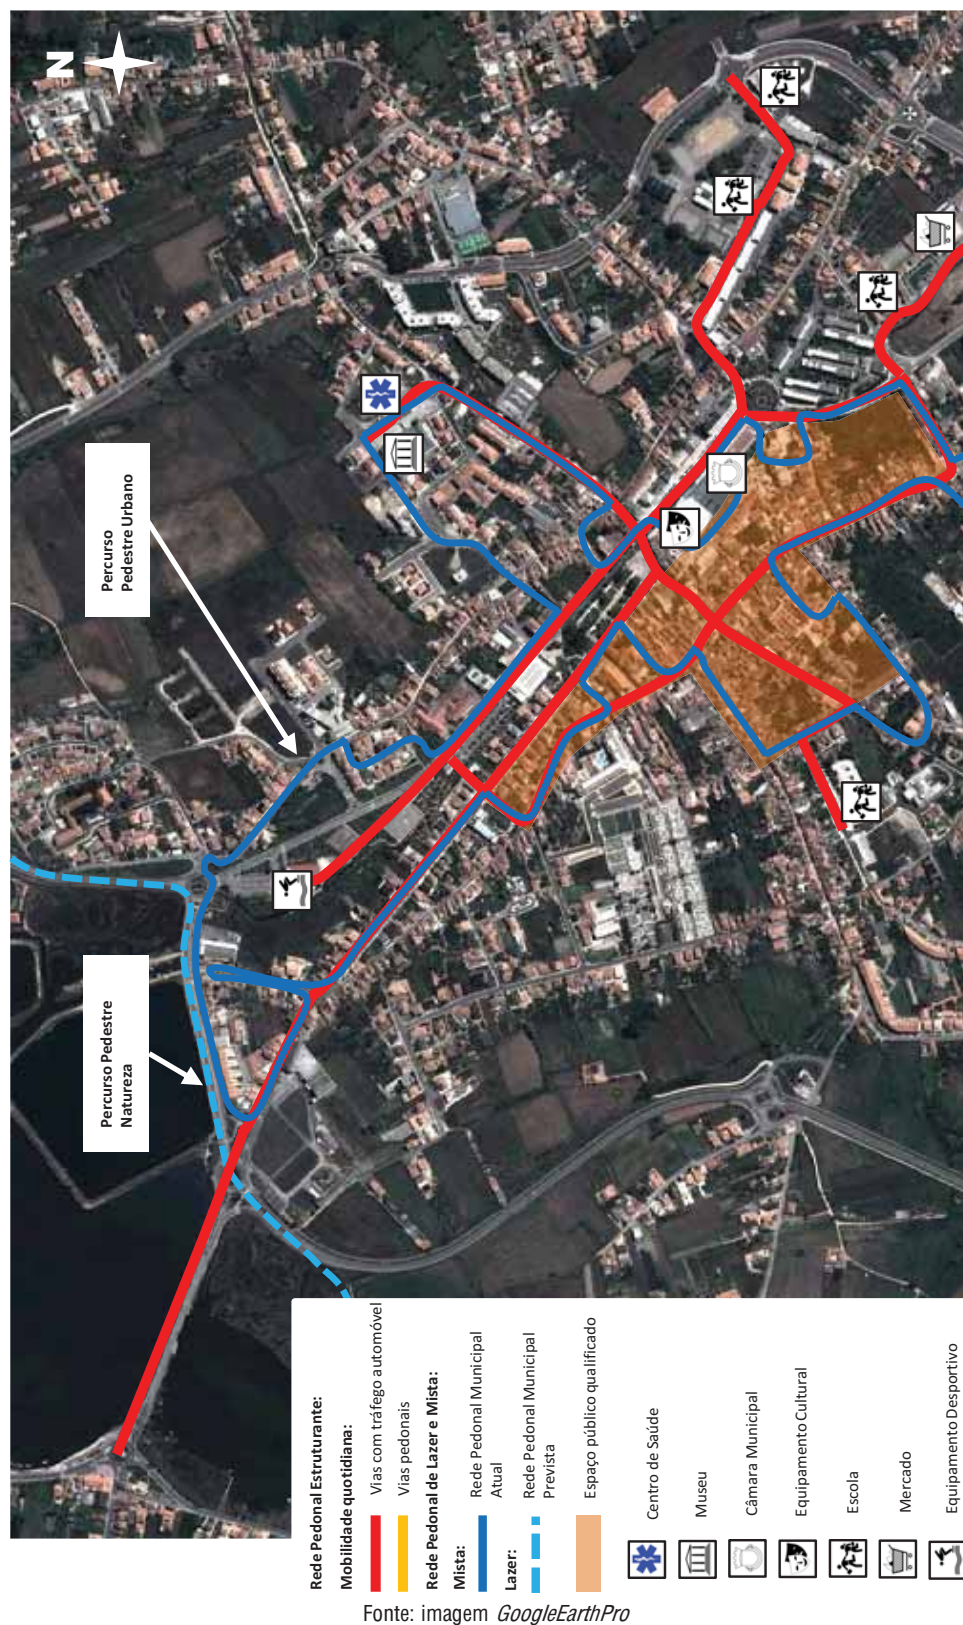 N
Percurso
Pedestre Urbano
Percurso Pedestre
Natureza
Rede Pedonal Estruturante:
Mobilidade quotidiana:
Vias com tráfego automóvel
Vias pedonais
Rede Pedonal de Lazer e Mista:
Mista:
Rede Pedonal Municipal
Atual
Lazer:
Rede Pedonal Municipal
Prevista
Espaço público qualificado
Centro de Saúde
Museu
Câmara Municipal
Equipamento Cultural
Escola
Mercado
Equipamento Desportivo
Fonte: imagem GoogleEarthPro